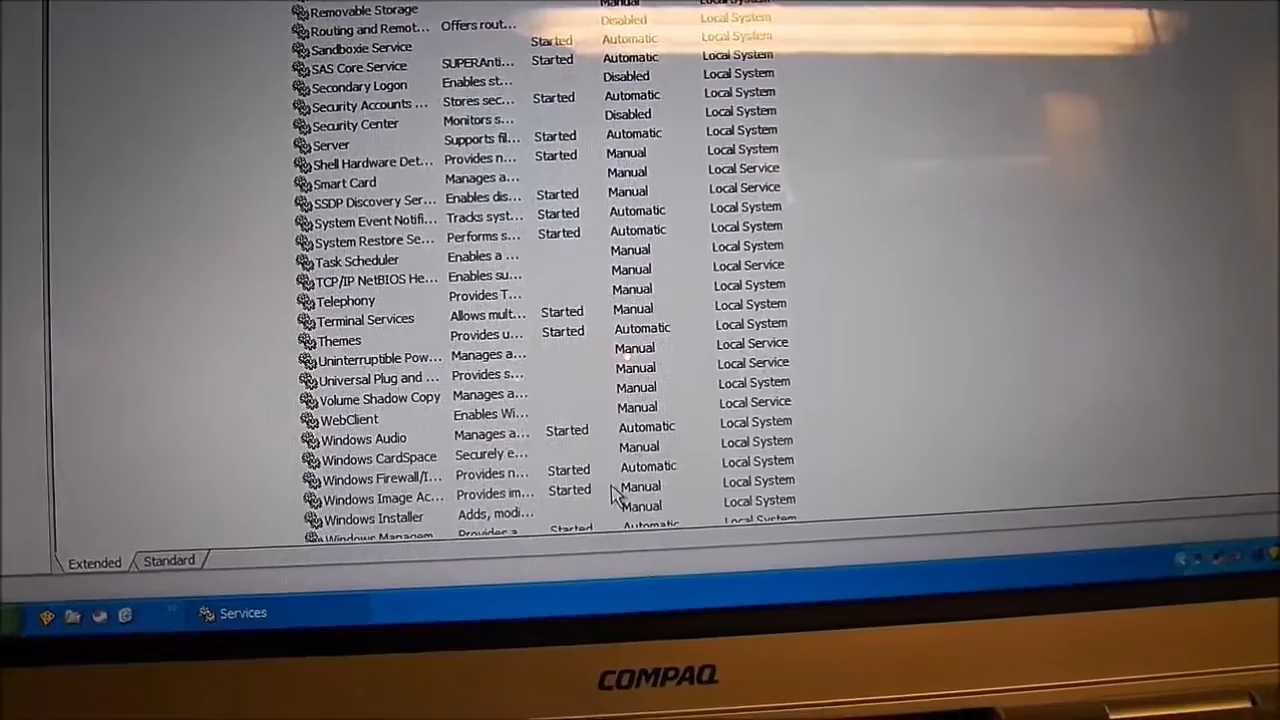 Removable Storage Manual Local System
Routing and Remot... Offers rout... Disabled Local System
Sandboxie Service Started Automatic Local System
SAS Core Service SUPERAnti... Started Automatic Local System
Secondary Logon Enables st... Disabled Local System
Security Accounts ... Stores sec... Started Automatic Local System
Security Center Monitors s... Disabled Local System
Server Supports fil... Started Automatic Local System
Shell Hardware Det... Provides n... Started Manual Local System
Smart Card Manages a... Manual Local Service
SSDP Discovery Ser... Enables dis... Started Manual Local Service
System Event Notifi... Tracks syst... Started Automatic Local System
System Restore Se... Performs s... Started Automatic Local System
Task Scheduler Enables a ... Manual Local System
TCP/IP NetBIOS He... Enables su... Manual Local Service
Telephony Provides T... Manual Local System
Terminal Services Allows mult... Started Manual Local System
Themes Provides u... Started Automatic Local System
Uninterruptible Pow... Manages a... Manual Local Service
Universal Plug and ... Provides s... Manual Local Service
Volume Shadow Copy Manages a... Manual Local System
WebClient Enables Wi... Manual Local Service
Windows Audio Manages a... Started Automatic Local System
Windows CardSpace Securely e... Manual Local System
Windows Firewall/I... Provides n... Started Automatic Local System
Windows Image Ac... Provides im... Started Manual Local System
Windows Installer Adds, modi... Manual Local System
Windows Managem Provides a Started Automatic Local System
Extended Standard
Services
COMPAQ